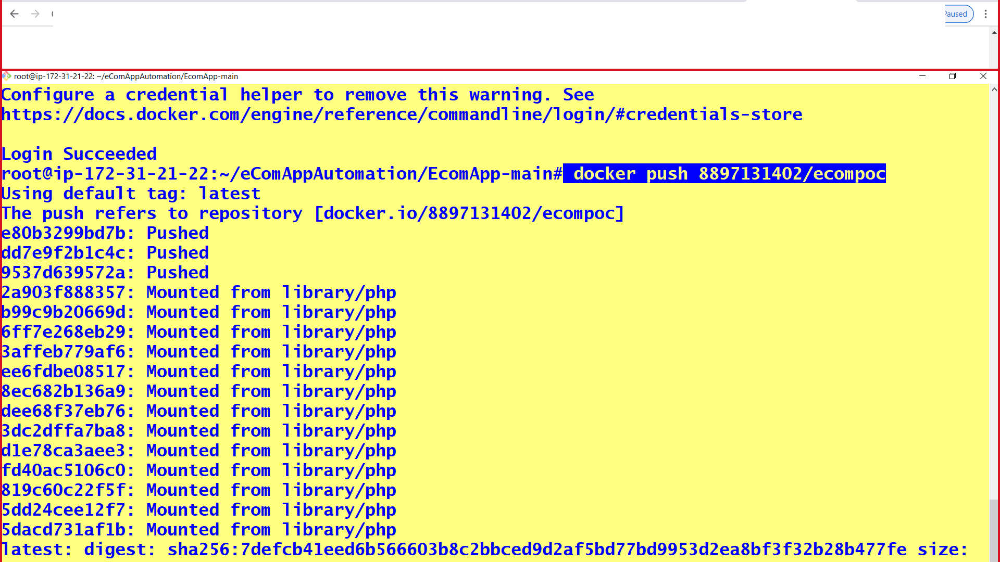 Paused
root@ip-172-31-21-22: ~/eComAppAutomation/EcomApp-main
Configure a credential helper to remove this warning. See
https://docs.docker.com/engine/reference/commandline/login/#credentials-store
Login Succeeded
root@ip-172-31-21-22:~/eComAppAutomation/EcomApp-main# docker push 8897131402/ecompoc
Using default tag: latest
The push refers to repository [docker.io/8897131402/ecompoc]
e80b3299bd7b: Pushed
dd7e9f2b1c4c: Pushed
9537d639572a: Pushed
2a903f888357: Mounted from library/php
b99c9b20669d: Mounted from library/php
6ff7e268eb29: Mounted from library/php
3affeb779af6: Mounted from library/php
ee6fdbe08517: Mounted from library/php
8ec682b136a9: Mounted from library/php
dee68f37eb76: Mounted from library/php
3dc2dffa7ba8: Mounted from library/php
d1e78ca3aee3: Mounted from library/php
fd40ac5106c0: Mounted from library/php
819c60c22f5f: Mounted from library/php
5dd24cee12f7: Mounted from library/php
5dacd731af1b: Mounted from library/php
latest: digest: sha256:7defcb41eed6b566603b8c2bbced9d2af5bd77bd9953d2ea8bf3f32b28b477fe size: